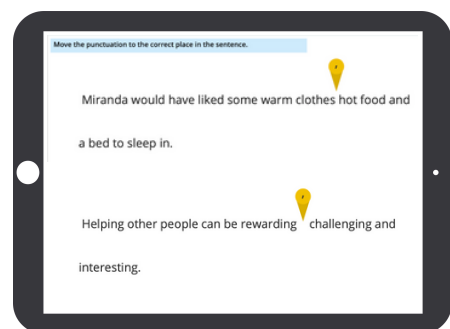 Move the punctuation to the correct place in the sentence.
,
Miranda would have liked some warm clothes hot food and
a bed to sleep in.
,
Helping other people can be rewarding challenging and
interesting.